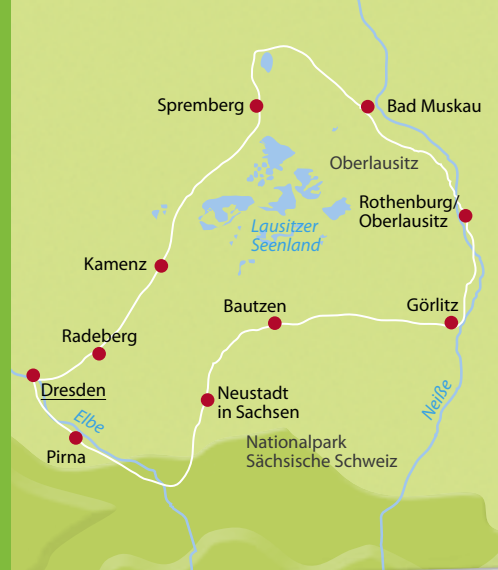 Spremberg
Bad Muskau
Oberlausitz
Rothenburg/
Oberlausitz
Lausitzer
Seenland
Kamenz
Bautzen
Görlitz
Radeberg
Dresden
Neustadt
in Sachsen
Elbe
Neiße
Pirna
Nationalpark
Sächsische Schweiz